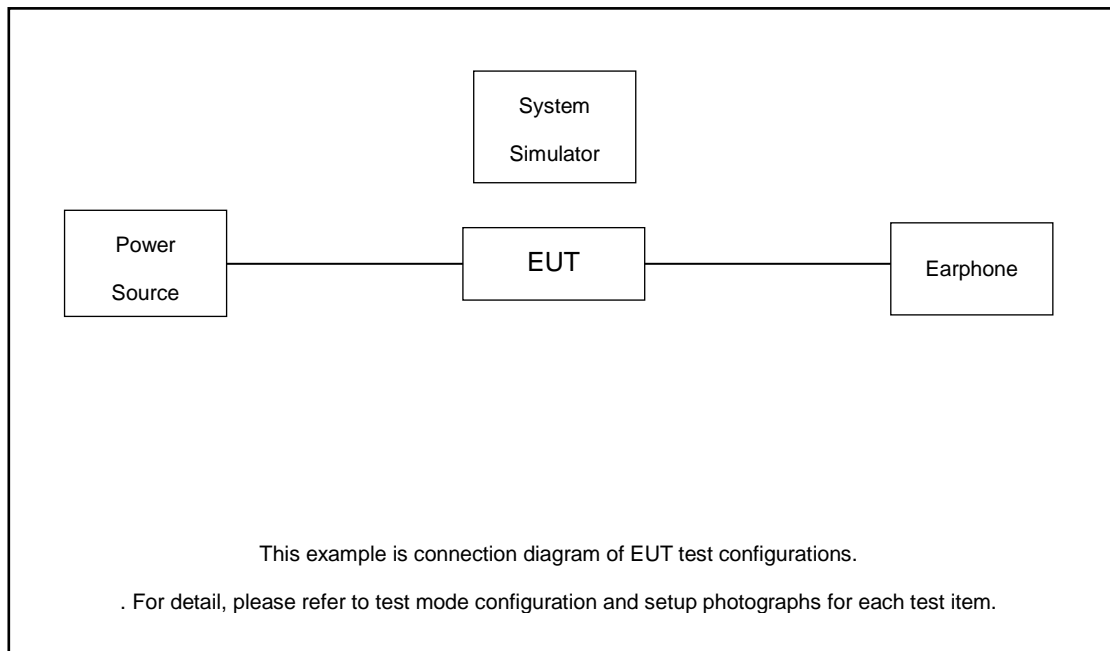 System
Simulator
Power
Source
EUT
Earphone
This example is connection diagram of EUT test configurations.
. For detail, please refer to test mode configuration and setup photographs for each test item.